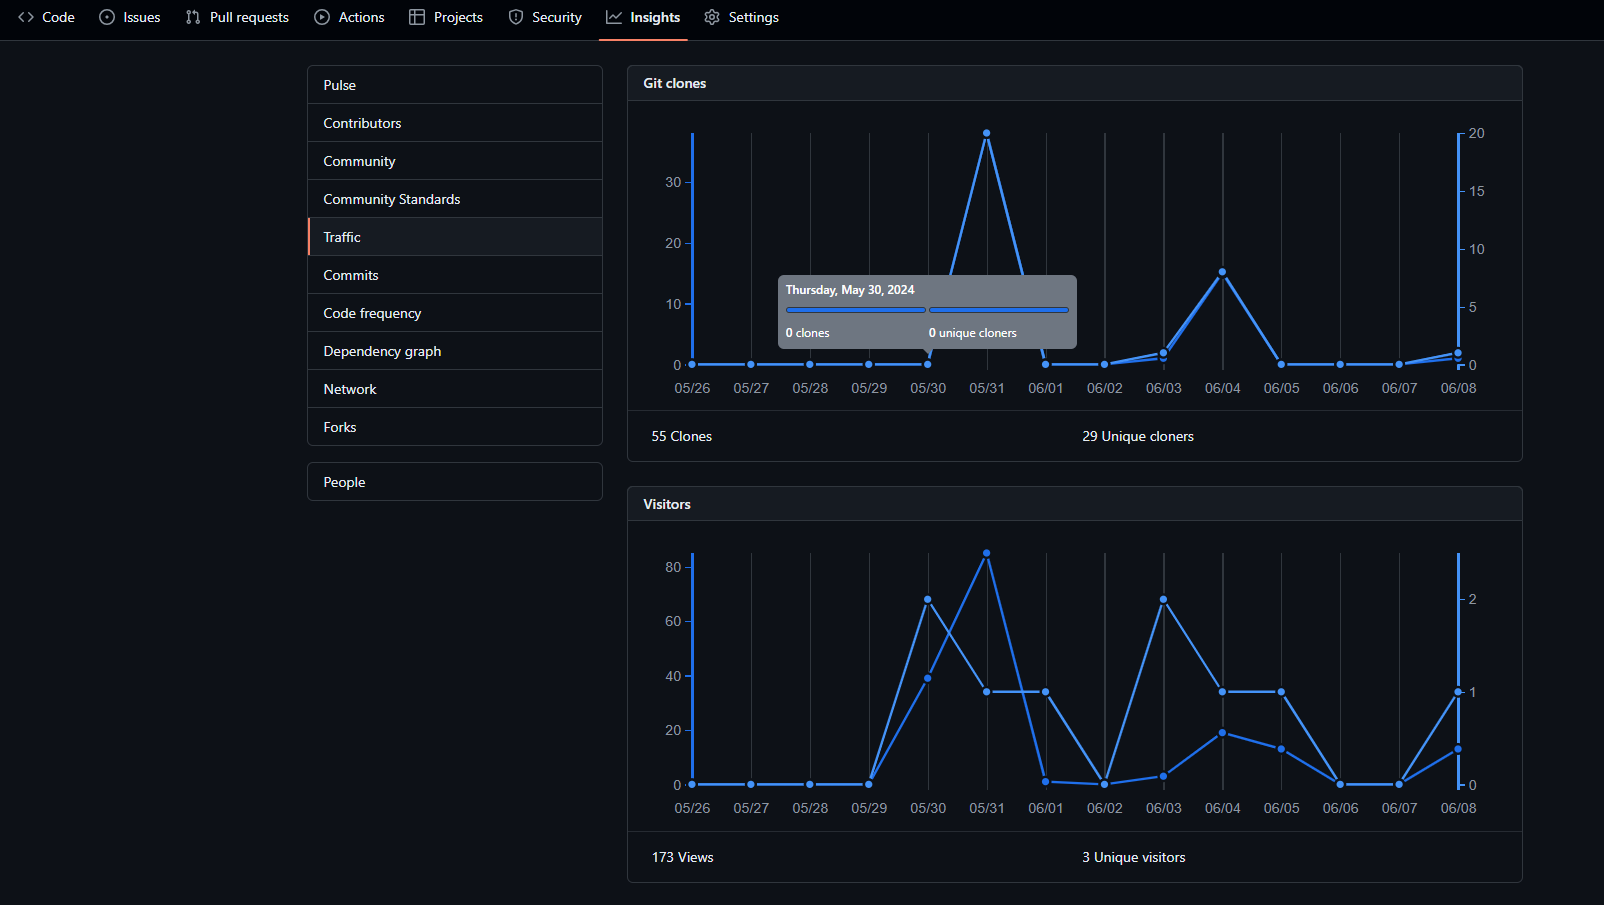 Code Issues Pull requests Actions Projects Security Insights Settings
Pulse
Contributors
Community
Community Standards
Traffic
Commits
Code frequency
Dependency graph
Network
Forks
People
Git clones
30
20
10
0
20
15
10
5
0
Thursday, May 30, 2024
0 clones 0 unique cloners
05/26 05/27 05/28 05/29 05/30 05/31 06/01 06/02 06/03 06/04 06/05 06/06 06/07 06/08
55 Clones 29 Unique cloners
Visitors
80
60
40
20
0
2
1
0
05/26 05/27 05/28 05/29 05/30 05/31 06/01 06/02 06/03 06/04 06/05 06/06 06/07 06/08
173 Views 3 Unique visitors